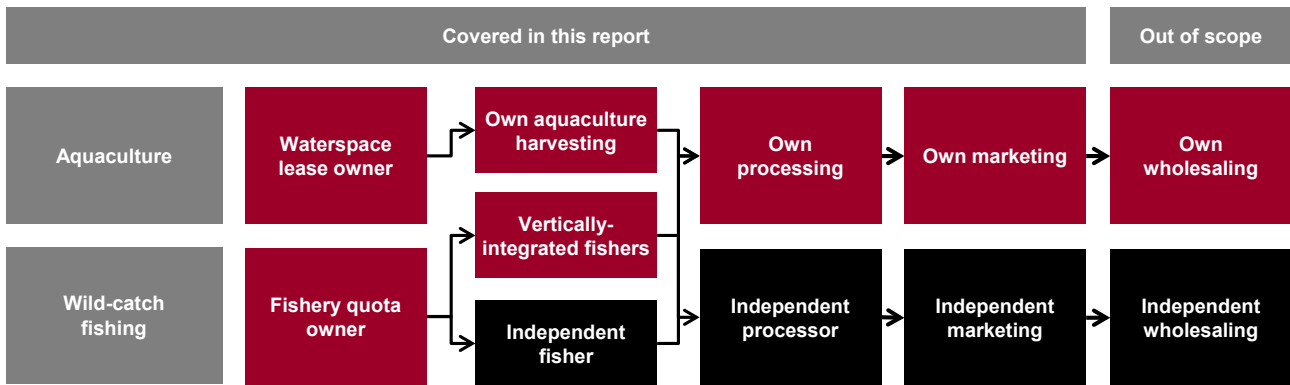 Covered in this report
Out of scope
Aquaculture
Waterspace
lease owner
Own aquaculture
harvesting
Own
processing
Own marketing
Own
wholesaling
Vertically-
integrated fishers
Wild-catch
fishing
Fishery quota
owner
Independent
fisher
Independent
processor
Independent
marketing
Independent
wholesaling